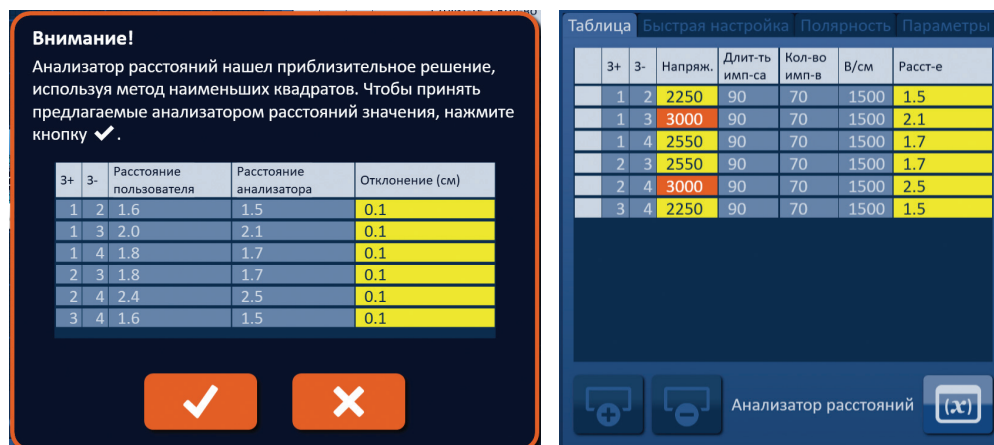 Внимание!
Анализатор расстояний нашел приблизительное решение,
используя метод наименьших квадратов. Чтобы принять
предлагаемые анализатором расстояний значения, нажмите
кнопку ✔.
З+ З- Расстояние пользователя Расстояние анализатора Отклонение (см)
1 2 1.6 1.5 0.1
1 3 2.0 2.1 0.1
1 4 1.8 1.7 0.1
2 3 1.8 1.7 0.1
2 4 2.4 2.5 0.1
3 4 1.6 1.5 0.1
Таблица Быстрая настройка Полярность Параметры
З+ З- Напряж. Длит-ть имп-са Кол-во имп-в В/см Расст-е
1 2 2250 90 70 1500 1.5
1 3 3000 90 70 1500 2.1
1 4 2550 90 70 1500 1.7
2 3 2550 90 70 1500 1.7
2 4 3000 90 70 1500 2.5
3 4 2250 90 70 1500 1.5
Анализатор расстояний (x)